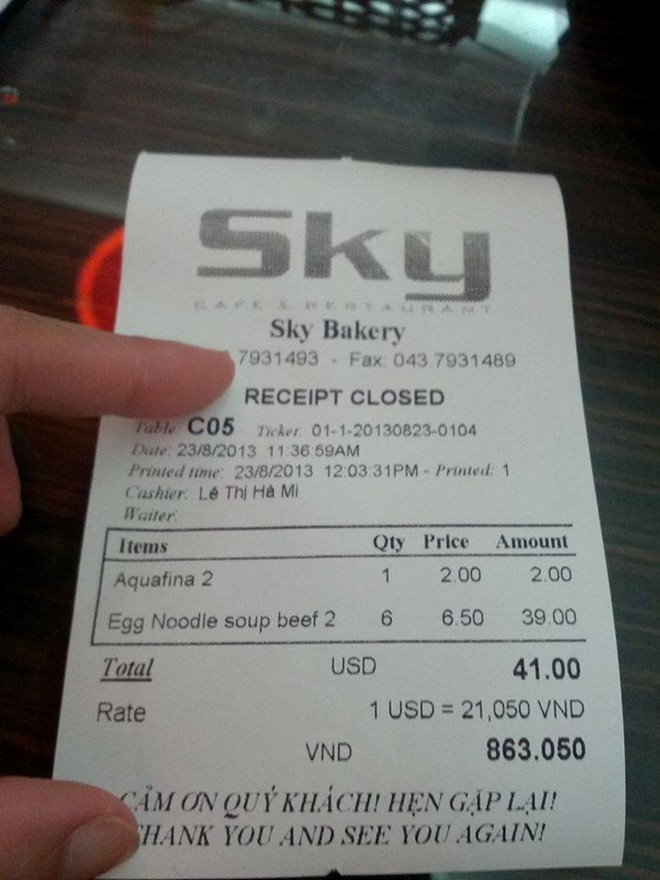 Sky
CAFE & RESTAURANT
Sky Bakery
7931493 - Fax: 043 7931489
RECEIPT CLOSED
Table: C05 Ticket: 01-1-20130823-0104
Date: 23/8/2013 11:36:59AM
Printed time: 23/8/2013 12:03:31PM - Printed: 1
Cashier: Lê Thị Hà Mi
Waiter:
Items Qty Price Amount
Aquafina 2 1 2.00 2.00
Egg Noodle soup beef 2 6 6.50 39.00
Total USD 41.00
Rate 1 USD = 21,050 VND
VND 863.050
CẢM ƠN QUÝ KHÁCH! HẸN GẶP LẠI!
THANK YOU AND SEE YOU AGAIN!